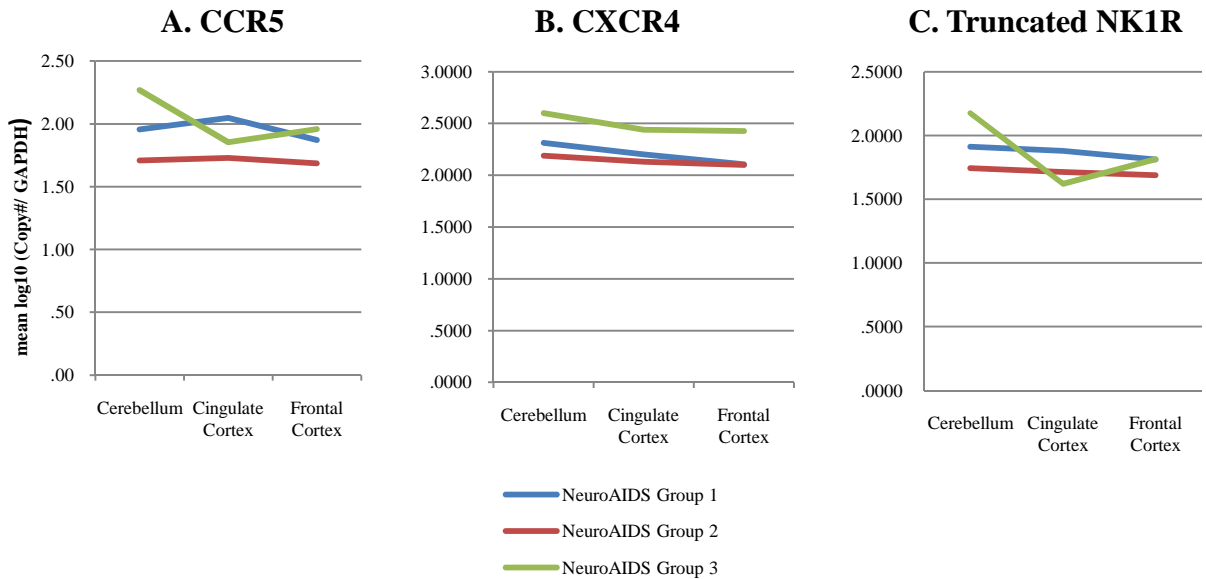 A. CCR5
B. CXCR4
C. Truncated NK1R
mean log10 (Copy#/ GAPDH)
2.50
2.00
1.50
1.00
.50
.00
Cerebellum
Cingulate
Cortex
Frontal
Cortex
3.0000
2.5000
2.0000
1.5000
1.0000
.5000
.0000
Cerebellum
Cingulate
Cortex
Frontal
Cortex
2.5000
2.0000
1.5000
1.0000
.5000
.0000
Cerebellum
Cingulate
Cortex
Frontal
Cortex
NeuroAIDS Group 1
NeuroAIDS Group 2
NeuroAIDS Group 3